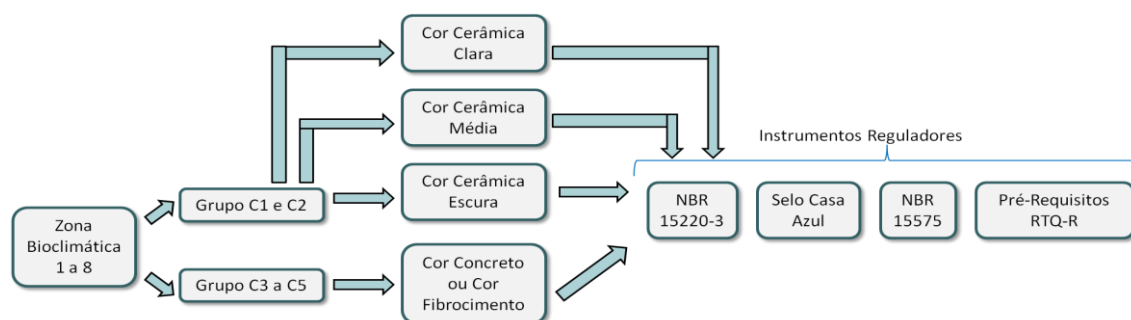 Cor Cerâmica
Clara
Cor Cerâmica
Média
Instrumentos Reguladores
Grupo C1 e C2
Cor Cerâmica
Escura
NBR
15220-3
Selo Casa
Azul
NBR
15575
Pré-Requisitos
RTQ-R
Zona
Bioclimática
1 a 8
Grupo C3 a C5
Cor Concreto
ou Cor
Fibrocimento